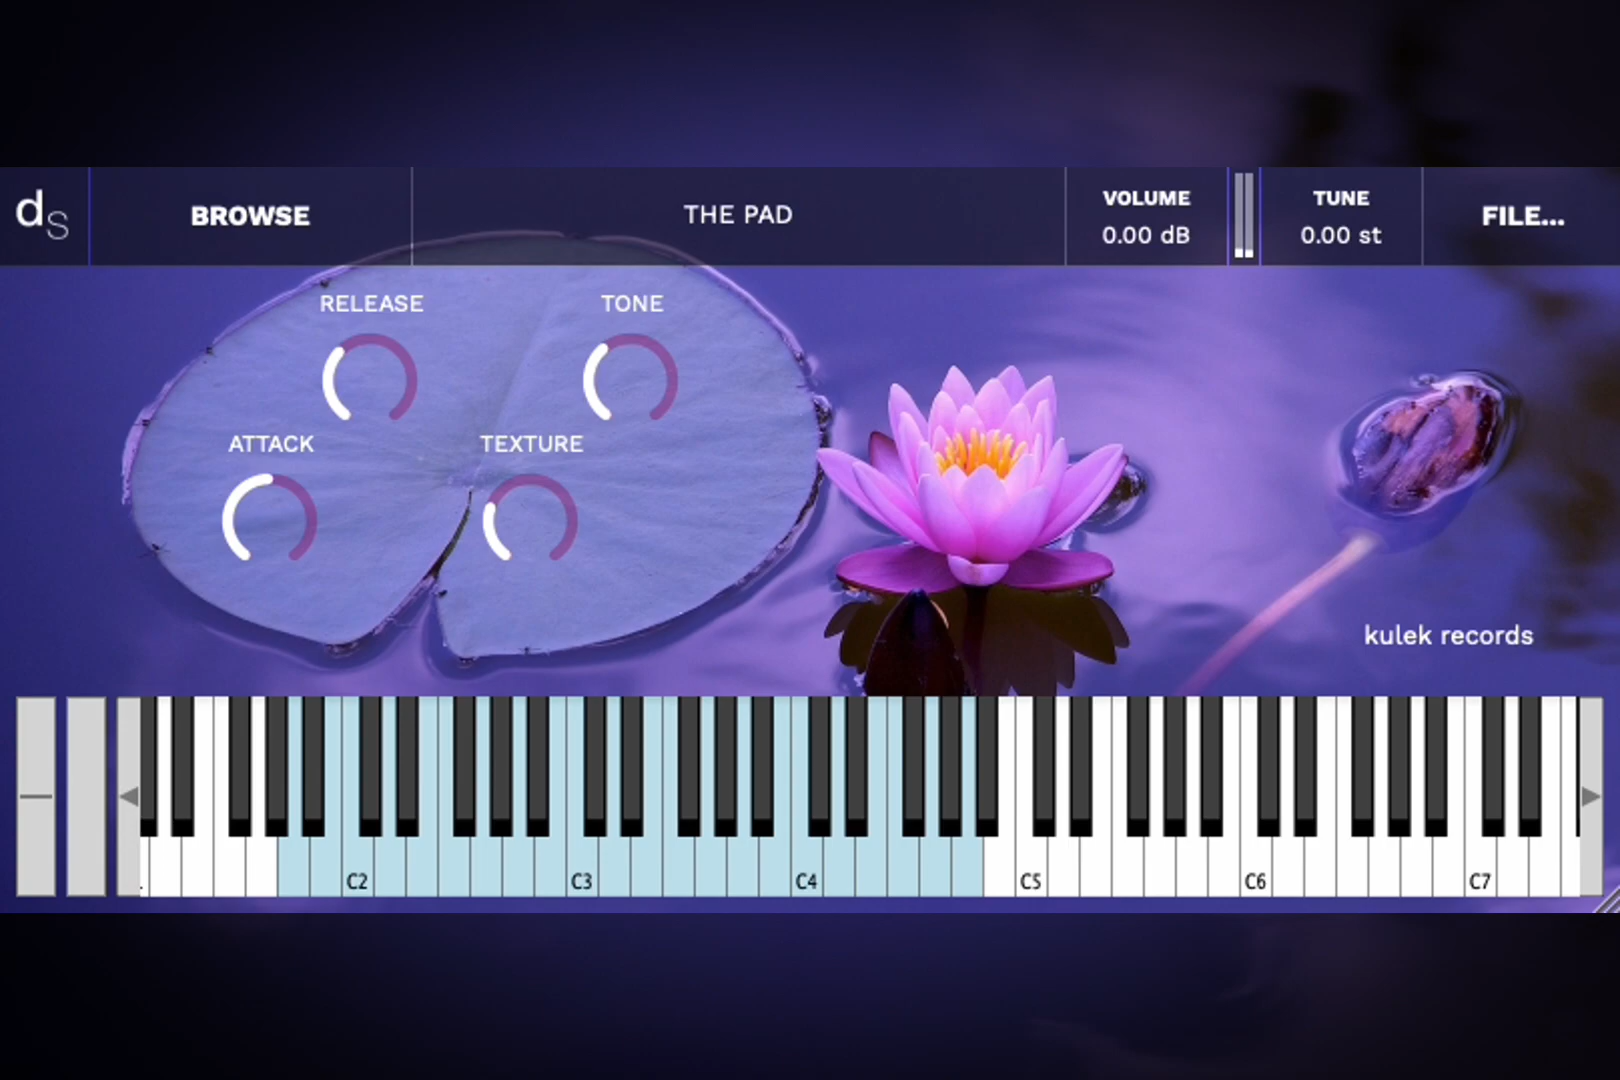 ds
BROWSE
THE PAD
VOLUME
0.00 dB
TUNE
0.00 st
FILE...
RELEASE
TONE
ATTACK
TEXTURE
kulek records
C2
C3
C4
C5
C6
C7